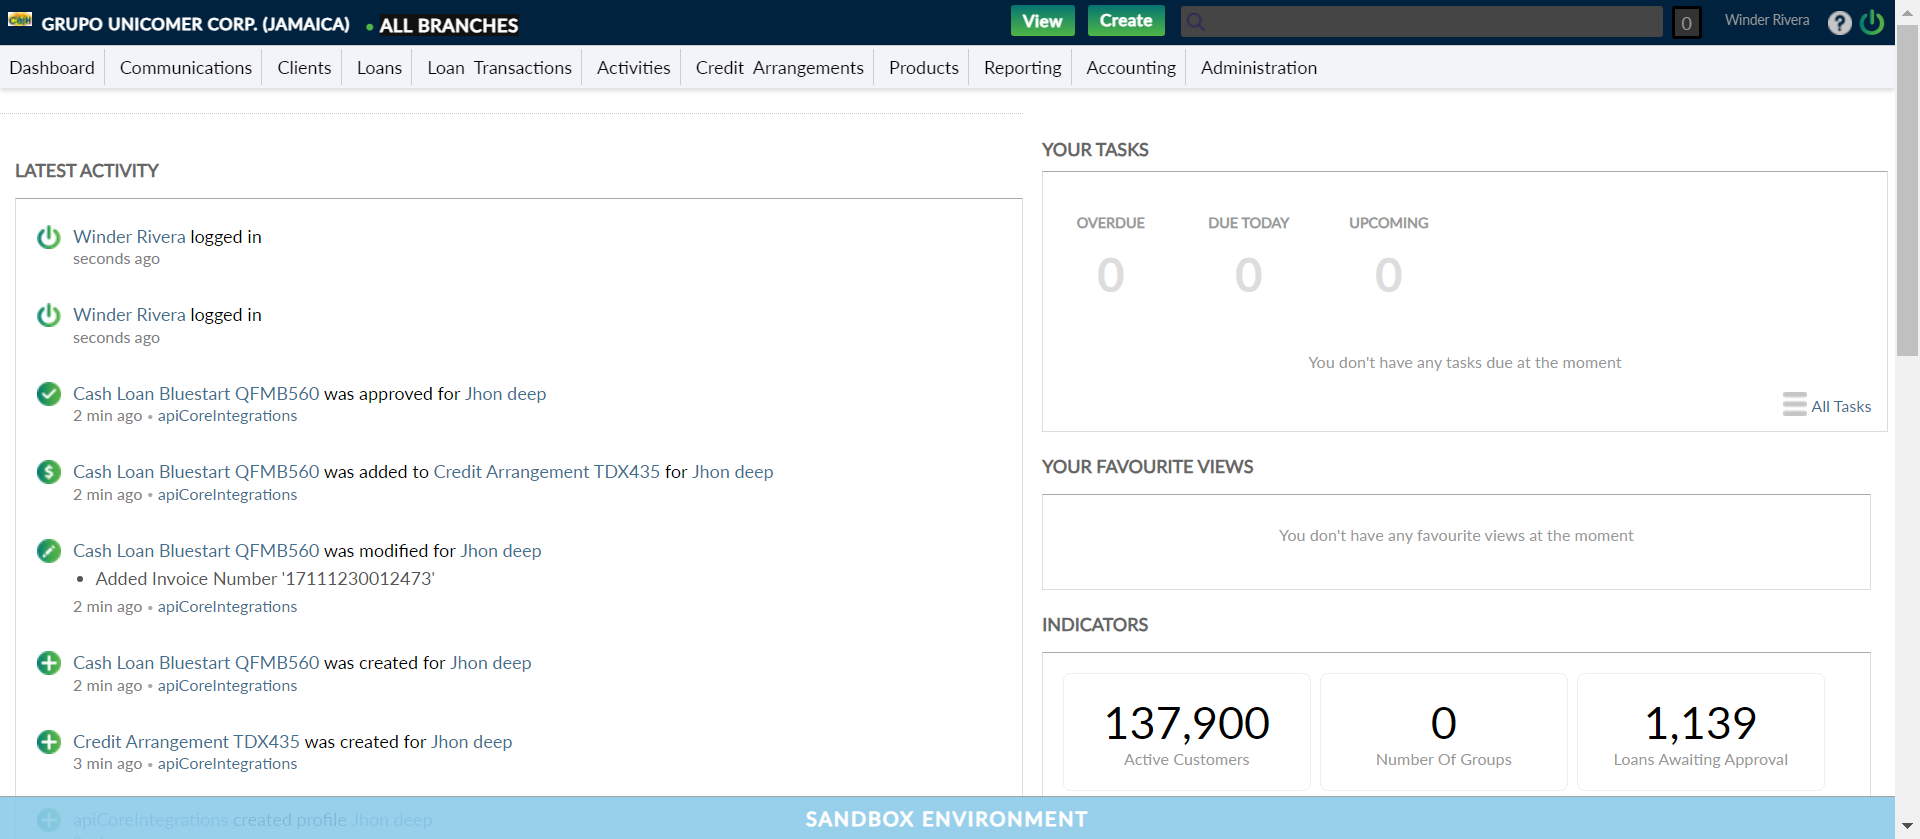 CASH GRUPO UNICOMER CORP. (JAMAICA) • ALL BRANCHES View Create 0 Winder Rivera ?
Dashboard Communications Clients Loans Loan Transactions Activities Credit Arrangements Products Reporting Accounting Administration
LATEST ACTIVITY
Winder Rivera logged in
seconds ago
Winder Rivera logged in
seconds ago
Cash Loan Bluestart QFMB560 was approved for Jhon deep
2 min ago • apiCoreIntegrations
Cash Loan Bluestart QFMB560 was added to Credit Arrangement TDX435 for Jhon deep
2 min ago • apiCoreIntegrations
Cash Loan Bluestart QFMB560 was modified for Jhon deep
• Added Invoice Number '17111230012473'
2 min ago • apiCoreIntegrations
Cash Loan Bluestart QFMB560 was created for Jhon deep
2 min ago • apiCoreIntegrations
Credit Arrangement TDX435 was created for Jhon deep
3 min ago • apiCoreIntegrations
apiCoreIntegrations created profile Jhon deep
YOUR TASKS
OVERDUE DUE TODAY UPCOMING
0 0 0
You don't have any tasks due at the moment
All Tasks
YOUR FAVOURITE VIEWS
You don't have any favourite views at the moment
INDICATORS
137,900 0 1,139
Active Customers Number Of Groups Loans Awaiting Approval
SANDBOX ENVIRONMENT